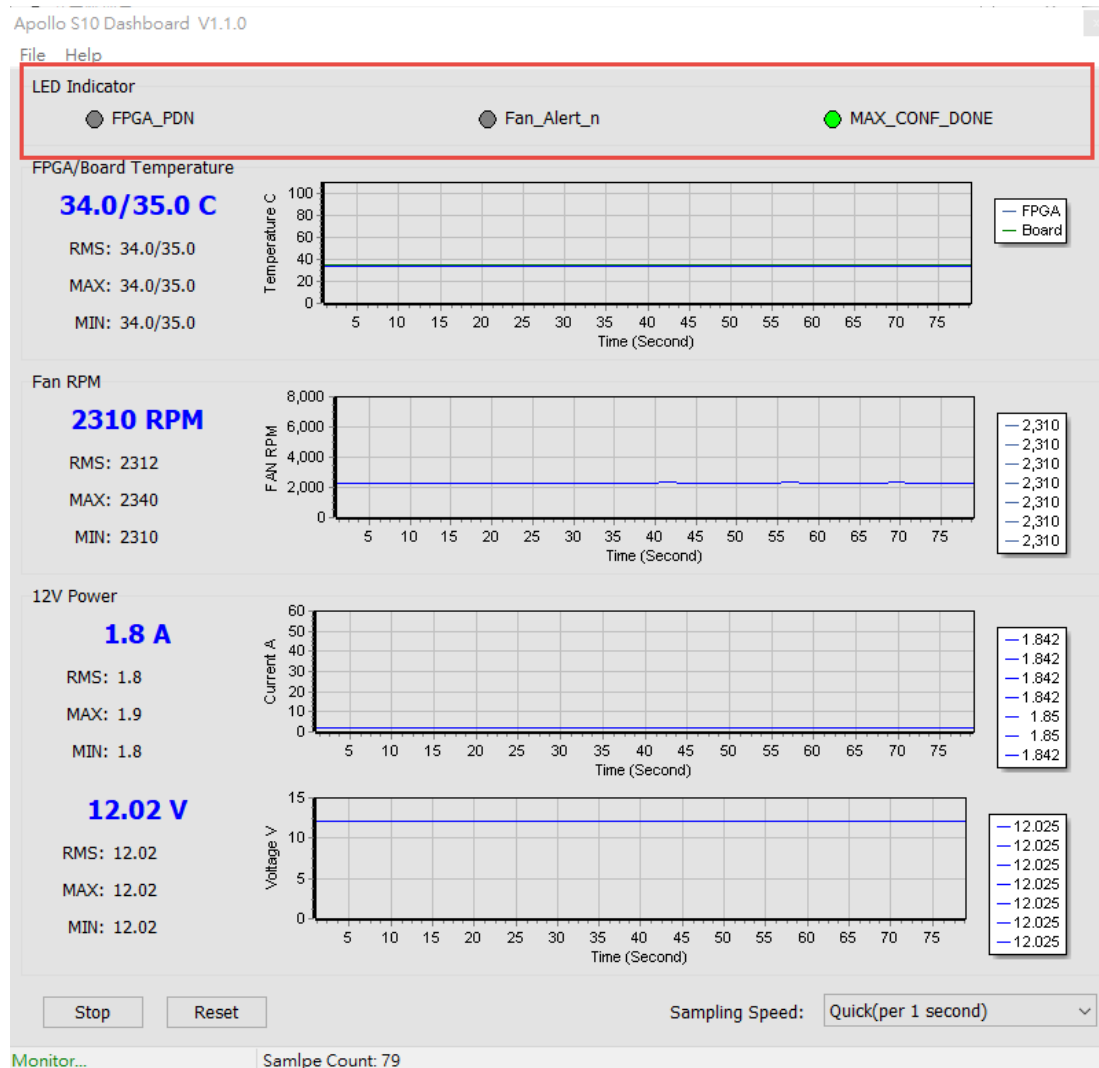 Apollo S10 Dashboard V1.1.0
File Help
LED Indicator
FPGA_PDN Fan_Alert_n MAX_CONF_DONE
FPGA/Board Temperature
34.0/35.0 C
RMS: 34.0/35.0
MAX: 34.0/35.0
MIN: 34.0/35.0
Temperature C
100
80
60
40
20
0
5 10 15 20 25 30 35 40 45 50 55 60 65 70 75
Time (Second)
FPGA
Board
Fan RPM
2310 RPM
RMS: 2312
MAX: 2340
MIN: 2310
FAN RPM
8,000
6,000
4,000
2,000
0
5 10 15 20 25 30 35 40 45 50 55 60 65 70 75
Time (Second)
2,310
2,310
2,310
2,310
2,310
2,310
2,310
12V Power
1.8 A
RMS: 1.8
MAX: 1.9
MIN: 1.8
Current A
60
50
40
30
20
10
0
5 10 15 20 25 30 35 40 45 50 55 60 65 70 75
Time (Second)
1.842
1.842
1.842
1.842
1.85
1.85
1.842
12.02 V
RMS: 12.02
MAX: 12.02
MIN: 12.02
Voltage V
15
10
5
0
5 10 15 20 25 30 35 40 45 50 55 60 65 70 75
Time (Second)
12.025
12.025
12.025
12.025
12.025
12.025
12.025
Stop Reset Sampling Speed: Quick(per 1 second)
Monitor... Samlpe Count: 79